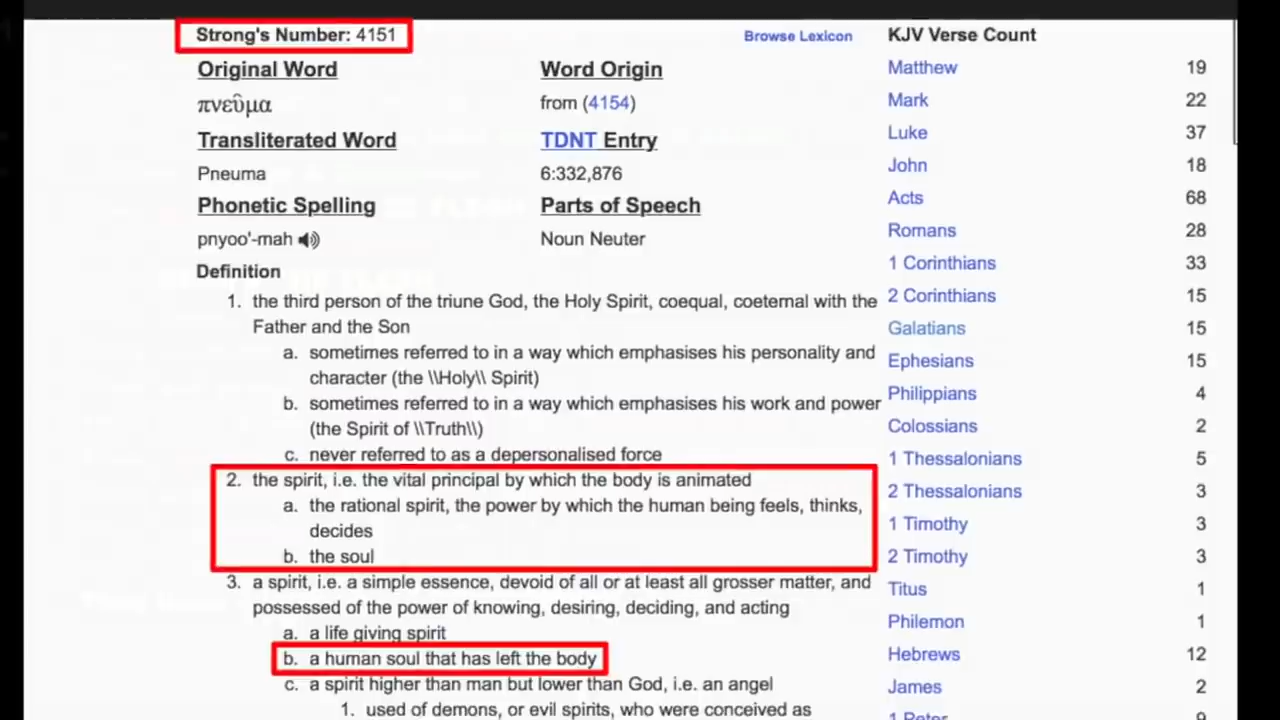 Strong's Number: 4151
Browse Lexicon
Original Word
Word Origin
πνεῦμα
from (4154)
Transliterated Word
TDNT Entry
Pneuma
6:332,876
Phonetic Spelling
Parts of Speech
pnyoo'-mah
Noun Neuter
Definition
1. the third person of the triune God, the Holy Spirit, coequal, coeternal with the
Father and the Son
a. sometimes referred to in a way which emphasises his personality and
character (the \\Holy\\ Spirit)
b. sometimes referred to in a way which emphasises his work and power
(the Spirit of \\Truth\\)
c. never referred to as a depersonalised force
2. the spirit, i.e. the vital principal by which the body is animated
a. the rational spirit, the power by which the human being feels, thinks,
decides
b. the soul
3. a spirit, i.e. a simple essence, devoid of all or at least all grosser matter, and
possessed of the power of knowing, desiring, deciding, and acting
a. a life giving spirit
b. a human soul that has left the body
c. a spirit higher than man but lower than God, i.e. an angel
1. used of demons, or evil spirits, who were conceived as
KJV Verse Count
Matthew 19
Mark 22
Luke 37
John 18
Acts 68
Romans 28
1 Corinthians 33
2 Corinthians 15
Galatians 15
Ephesians 15
Philippians 4
Colossians 2
1 Thessalonians 5
2 Thessalonians 3
1 Timothy 3
2 Timothy 3
Titus 1
Philemon 1
Hebrews 12
James 2
1 Peter 9